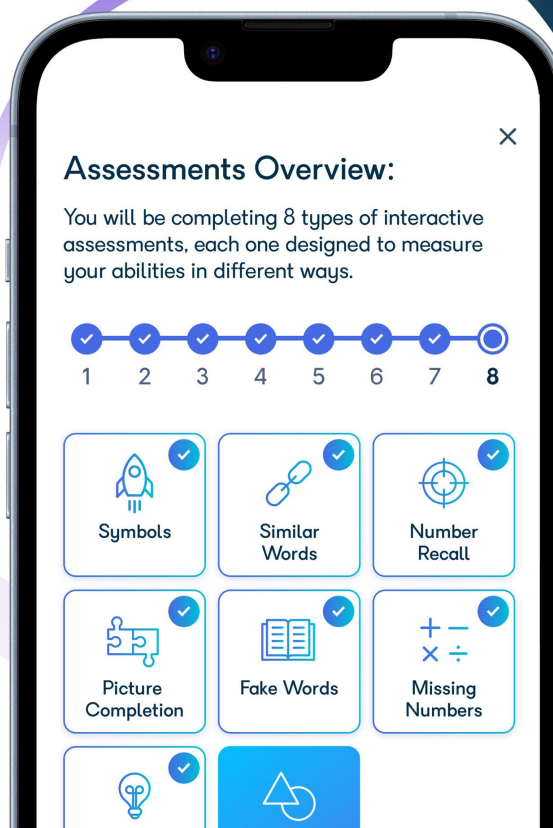 Assessments Overview:
You will be completing 8 types of interactive
assessments, each one designed to measure
your abilities in different ways.
1 2 3 4 5 6 7 8
Symbols
Similar
Words
Number
Recall
Picture
Completion
Fake Words
Missing
Numbers